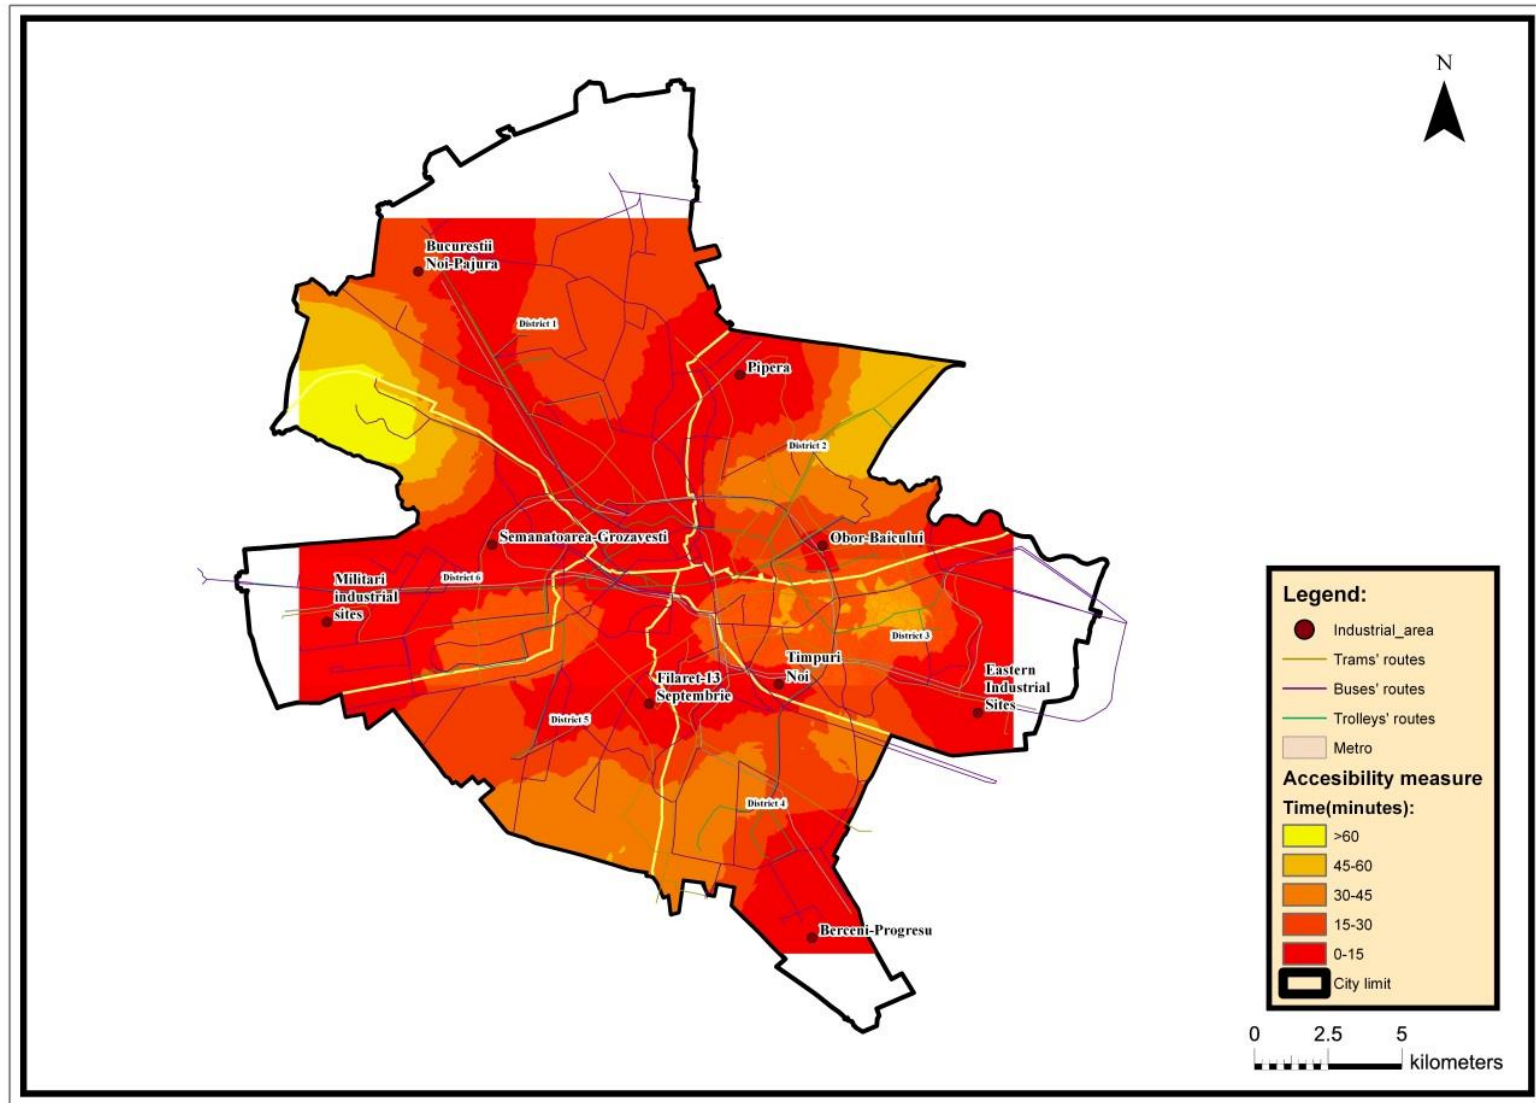 N
Bucurestii
Noi-Pajura
District 1
Pipera
District 2
Semanatoarea-Grozavesti
Obor-Baicului
District 6
Militari
industrial
sites
District 3
Timpuri
Noi
Filaret-13
Septembrie
Eastern
Industrial
Sites
District 5
District 4
Berceni-Progresu
Legend:
Industrial_area
Trams' routes
Buses' routes
Trolleys' routes
Metro
Accesibility measure
Time(minutes):
>60
45-60
30-45
15-30
0-15
City limit
0 2.5 5
kilometers